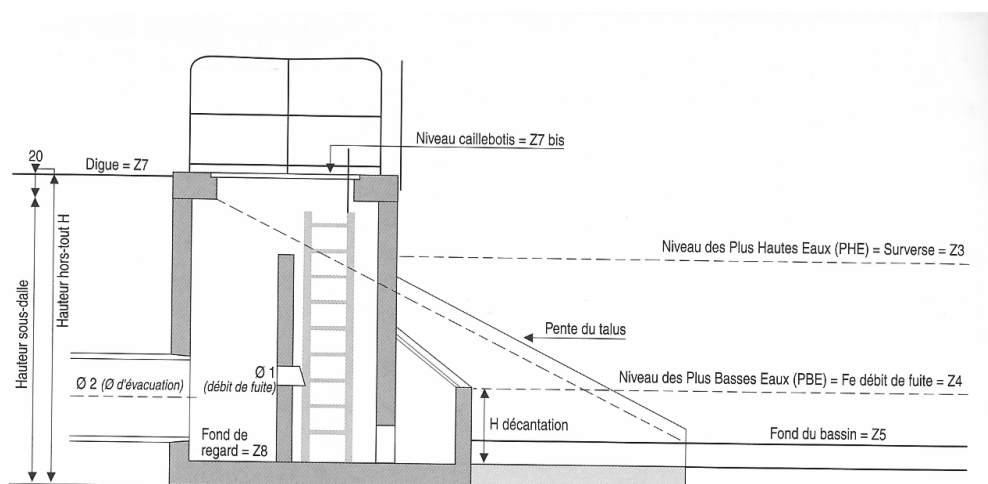 Niveau caillebotis = Z7 bis
20
Digue = Z7
Hauteur sous-dalle
Hauteur hors-tout H
Niveau des Plus Hautes Eaux (PHE) = Surverse = Z3
Pente du talus
Ø 1
(débit de fuite)
Ø 2 (Ø d'évacuation)
Niveau des Plus Basses Eaux (PBE) = Fe débit de fuite = Z4
H décantation
Fond de
regard = Z8
Fond du bassin = Z5